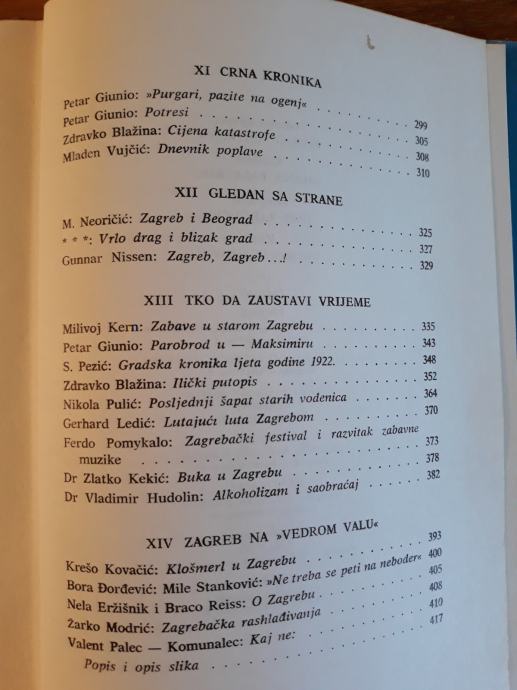 XI CRNA KRONIKA
Petar Giunio: »Purgari, pazite na ogenj« . . . . . . . . . . 299
Petar Giunio: Potresi . . . . . . . . . . . . . . . . . . . 305
Zdravko Blažina: Cijena katastrofe . . . . . . . . . . . . . 308
Mladen Vujčić: Dnevnik poplave . . . . . . . . . . . . . . . 310
XII GLEDAN SA STRANE
M. Neoričić: Zagreb i Beograd . . . . . . . . . . . . . . . 325
* * *: Vrlo drag i blizak grad . . . . . . . . . . . . . . . 327
Gunnar Nissen: Zagreb, Zagreb...! . . . . . . . . . . . . . 329
XIII TKO DA ZAUSTAVI VRIJEME
Milivoj Kern: Zabave u starom Zagrebu . . . . . . . . . . 335
Petar Giunio: Parobrod u — Maksimiru . . . . . . . . . . 343
S. Pezić: Gradska kronika ljeta godine 1922. . . . . . . . . 348
Zdravko Blažina: Ilički putopis . . . . . . . . . . . . . . 352
Nikola Pulić: Posljednji šapat starih vodenica . . . . . . . 364
Gerhard Ledić: Lutajući luta Zagrebom . . . . . . . . . . 370
Ferdo Pomykalo: Zagrebački festival i razvitak zabavne
muzike . . . . . . . . . . . . . . . . . . . . . . . . 373
Dr Zlatko Kekić: Buka u Zagrebu . . . . . . . . . . . . . 378
Dr Vladimir Hudolin: Alkoholizam i saobraćaj . . . . . . . 382
XIV ZAGREB NA »VEDROM VALU«
Krešo Kovačić: Klošmerl u Zagrebu . . . . . . . . . . . . 393
Bora Đorđević: Mile Stanković: »Ne treba se peti na neboder« 400
Nela Eržišnik i Braco Reiss: O Zagrebu . . . . . . . . . . 405
Žarko Modrić: Zagrebačka rashlađivanja . . . . . . . . . . 408
Valent Palec — Komunalec: Kaj ne: . . . . . . . . . . . . 410
Popis i opis slika . . . . . . . . . . . . . . . . . . . 417